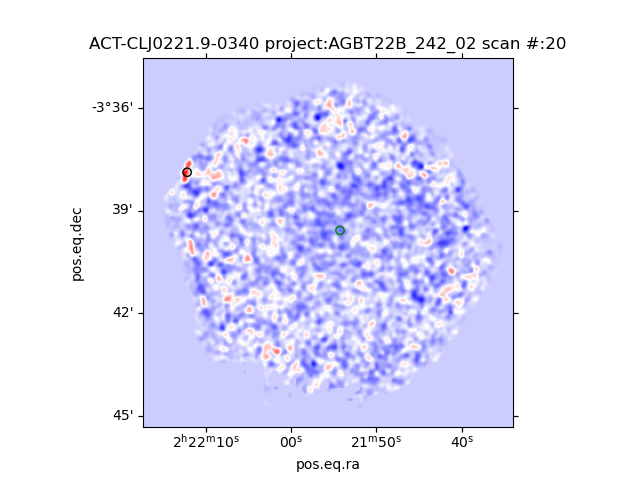 ACT-CLJ0221.9-0340 project:AGBT22B_242_02 scan #:20
-3°36'
39'
42'
45'
pos.eq.dec
2ʰ22ᵐ10ˢ 00ˢ 21ᵐ50ˢ 40ˢ
pos.eq.ra